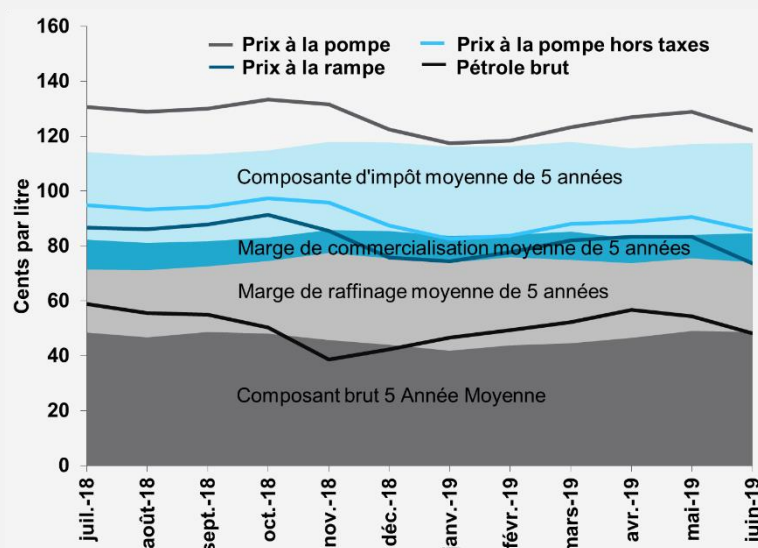 160
140
120
100
80
60
40
20
0
Cents par litre
Prix à la pompe
Prix à la pompe hors taxes
Prix à la rampe
Pétrole brut
Composante d'impôt moyenne de 5 années
Marge de commercialisation moyenne de 5 années
Marge de raffinage moyenne de 5 années
Composant brut 5 Année Moyenne
juil.-18
août-18
sept.-18
oct.-18
nov.-18
déc.-18
janv.-19
févr.-19
mars-19
avr.-19
mai-19
juin-19